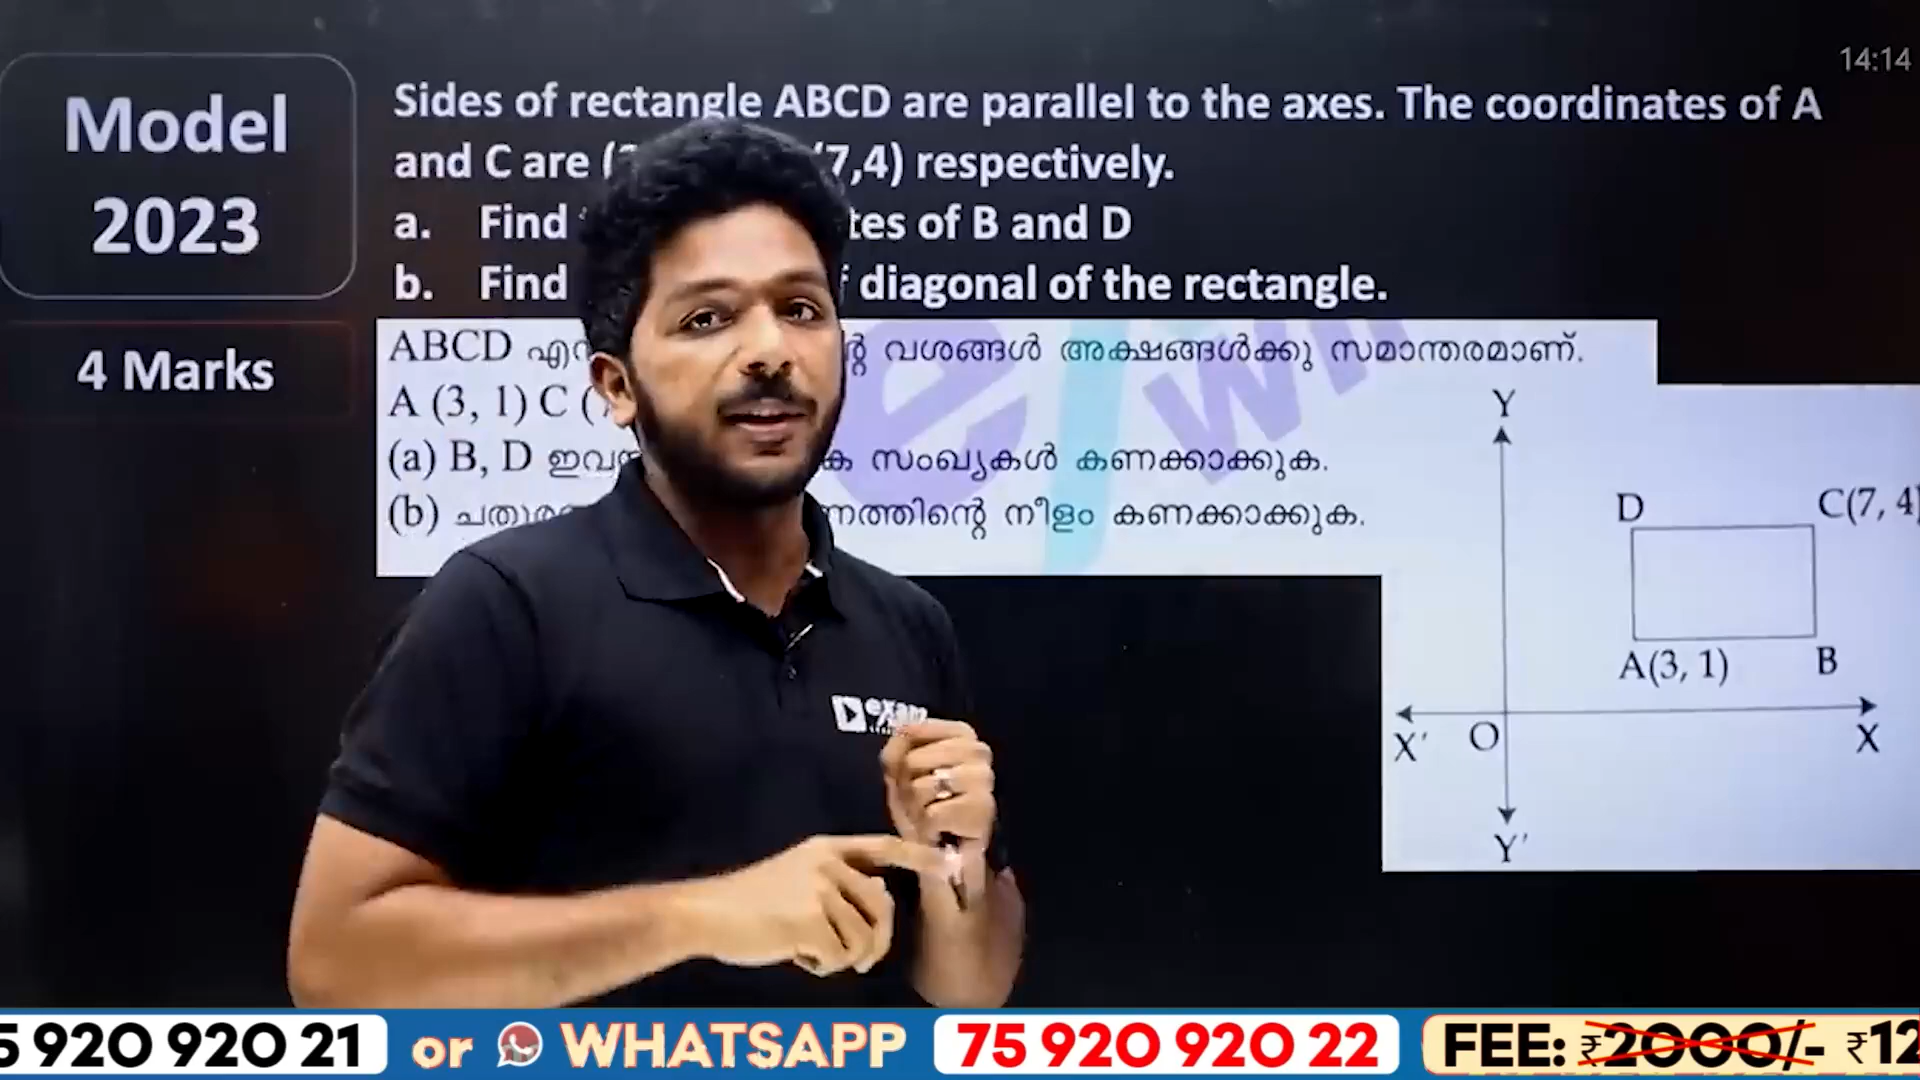 14:14
Model
2023
4 Marks
Sides of rectangle ABCD are parallel to the axes. The coordinates of A
and C are (7,4) respectively.
a. Find of B and D
b. Find diagonal of the rectangle.
ABCD വശങ്ങൾ അക്ഷങ്ങൾക്കു സമാന്തരമാണ്.
A (3, 1) C (
(a) B, D സംഖ്യകൾ കണക്കാക്കുക.
(b) നീളം കണക്കാക്കുക.
Y
D C(7, 4)
A(3, 1) B
X' O X
Y'
exam
5 920 920 21 or WHATSAPP 75 920 920 22 FEE: ₹2000/- ₹12